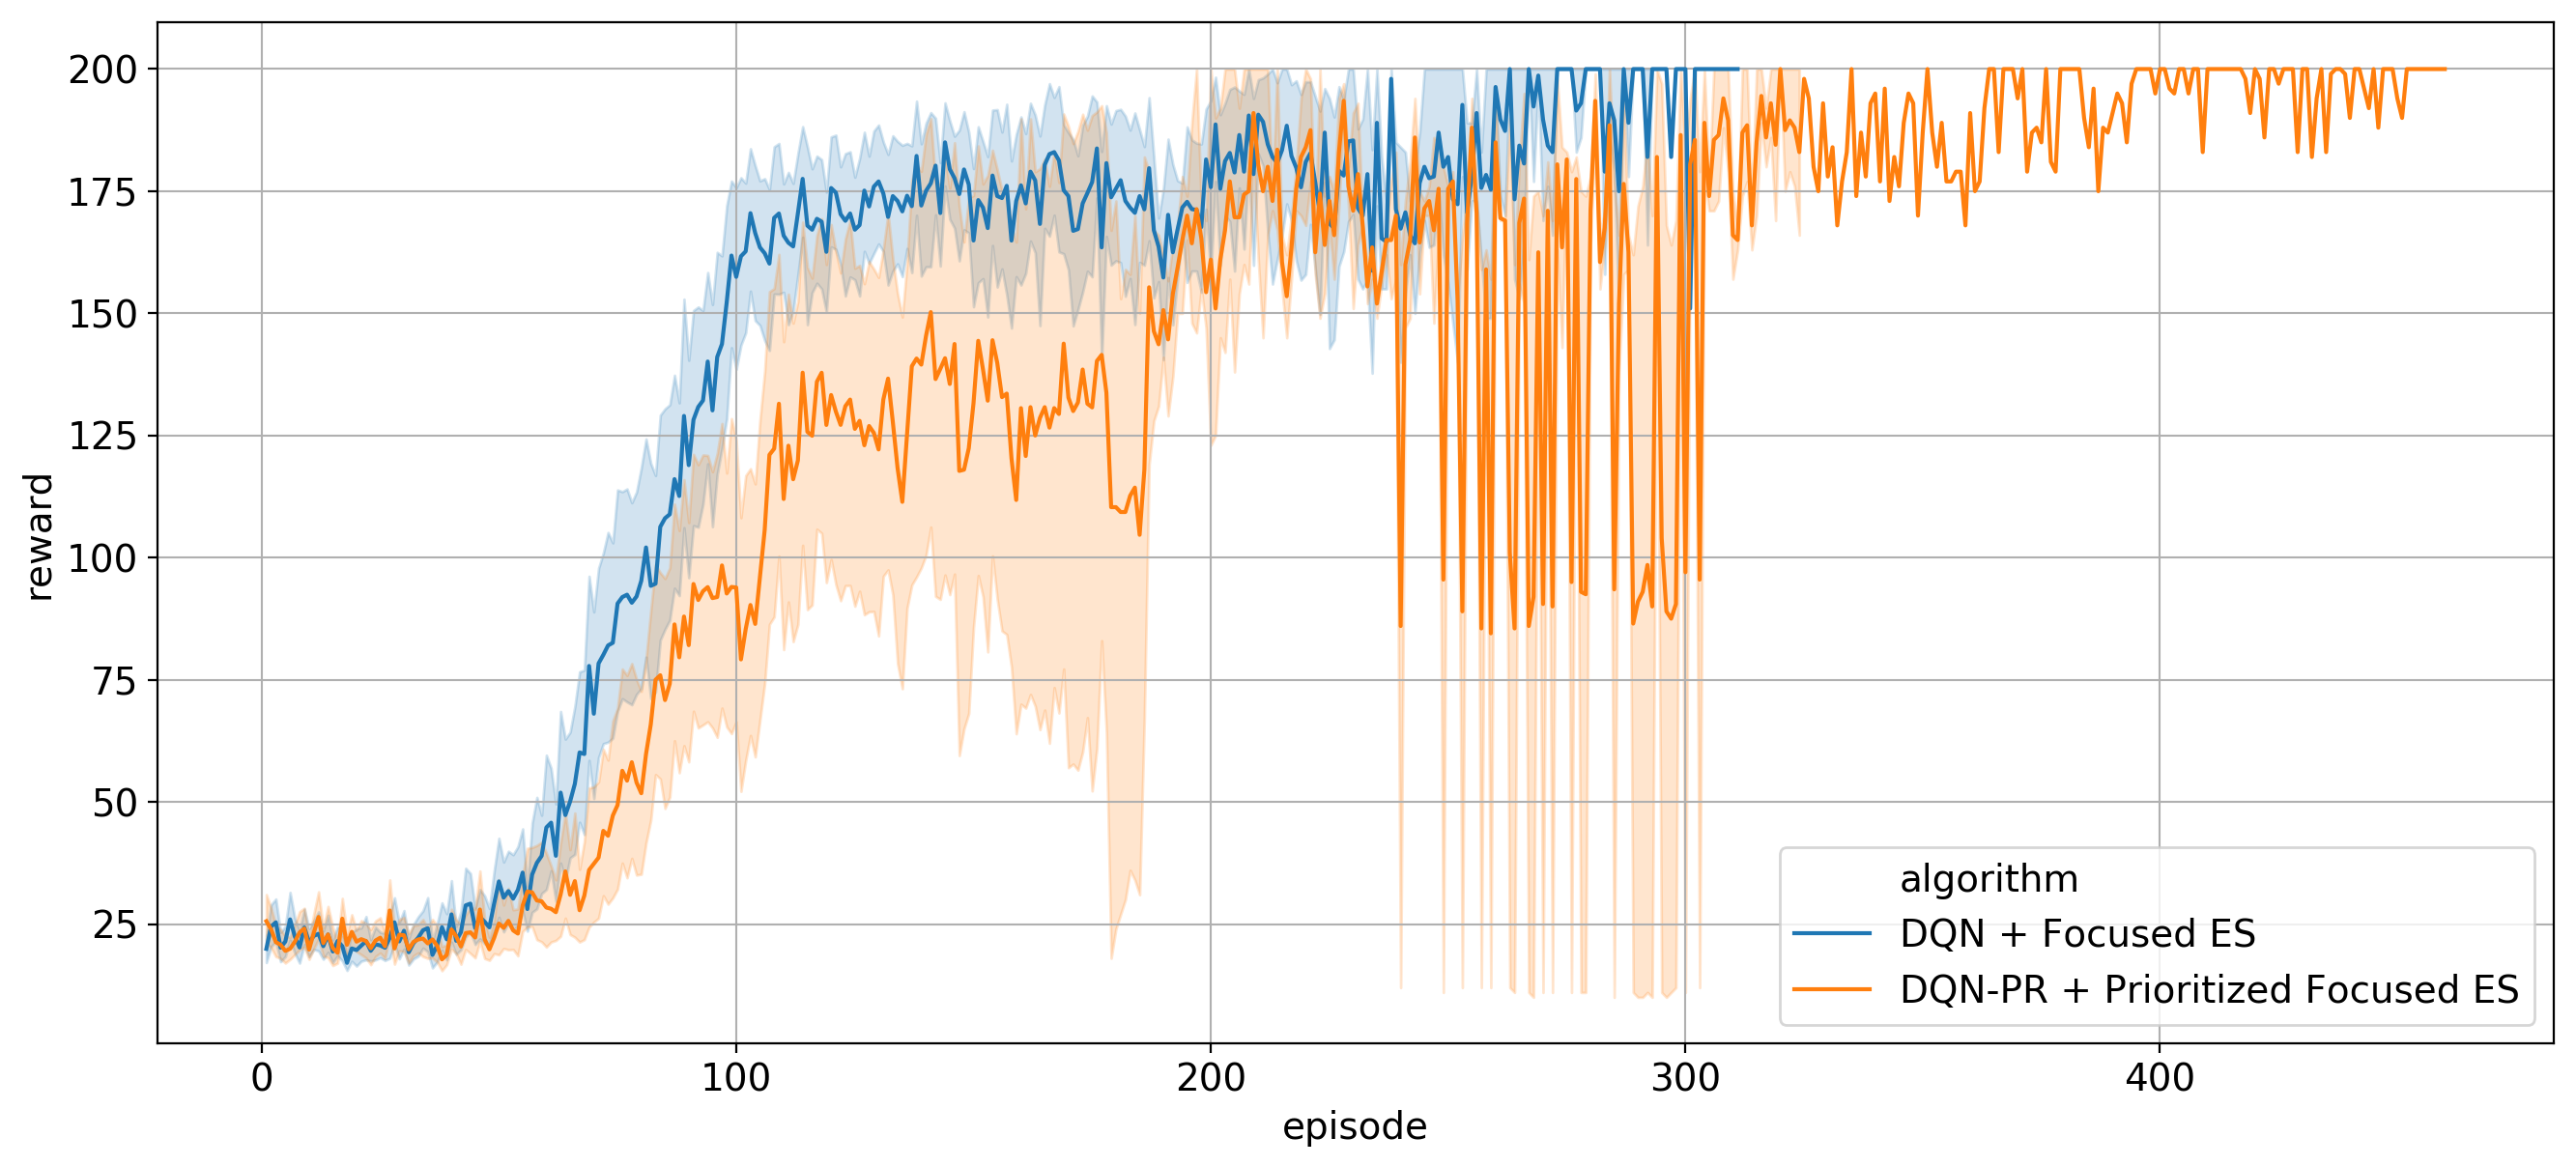 200
175
150
125
100
75
50
25
reward
0 100 200 300 400
episode
algorithm
DQN + Focused ES
DQN-PR + Prioritized Focused ES